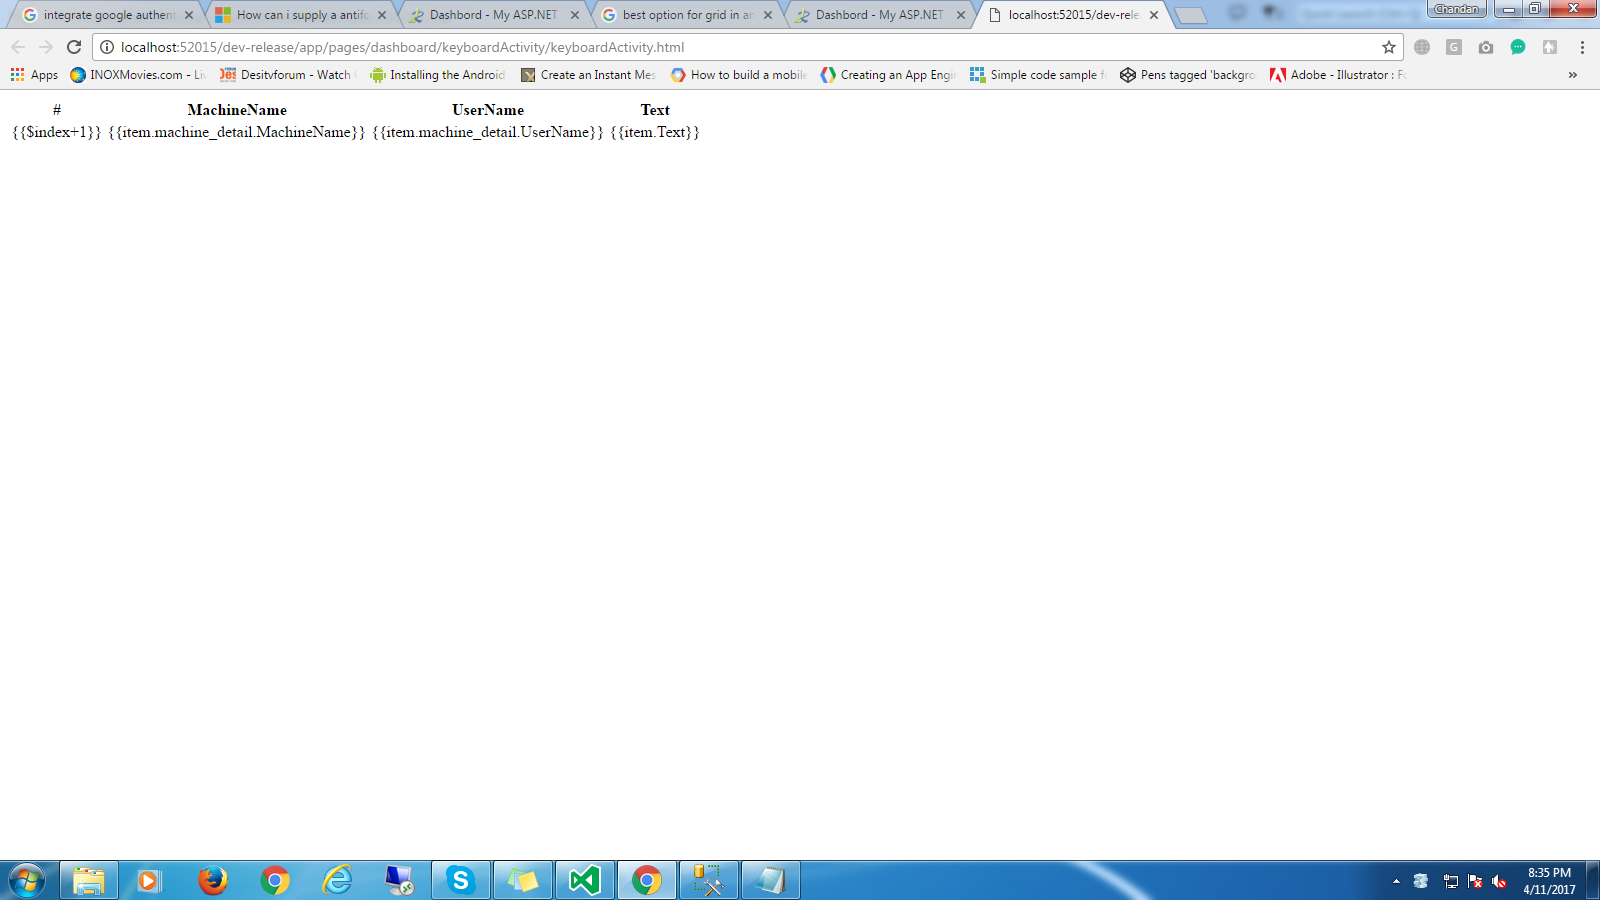 integrate google authent
How can i supply a antifo
Dashbord - My ASP.NET
best option for grid in an
Dashbord - My ASP.NET
localhost:52015/dev-rele
Chandan
localhost:52015/dev-release/app/pages/dashboard/keyboardActivity/keyboardActivity.html
Apps
INOXMovies.com - Liv
Desitvforum - Watch
Installing the Android
Create an Instant Mes
How to build a mobile
Creating an App Engi
Simple code sample f
Pens tagged 'backgro
Adobe - Illustrator : Fo
# MachineName UserName Text
{{$index+1}} {{item.machine_detail.MachineName}} {{item.machine_detail.UserName}} {{item.Text}}
8:35 PM
4/11/2017